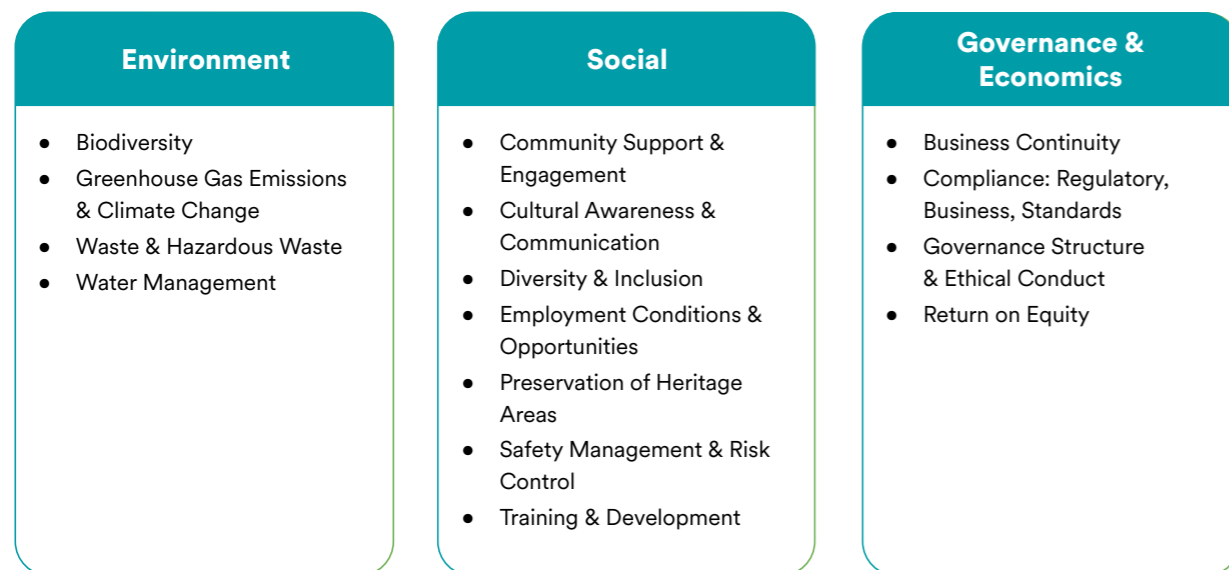 Environment
● Biodiversity
● Greenhouse Gas Emissions
& Climate Change
● Waste & Hazardous Waste
● Water Management
Social
● Community Support &
Engagement
● Cultural Awareness &
Communication
● Diversity & Inclusion
● Employment Conditions &
Opportunities
● Preservation of Heritage
Areas
● Safety Management & Risk
Control
● Training & Development
Governance &
Economics
● Business Continuity
● Compliance: Regulatory,
Business, Standards
● Governance Structure
& Ethical Conduct
● Return on Equity